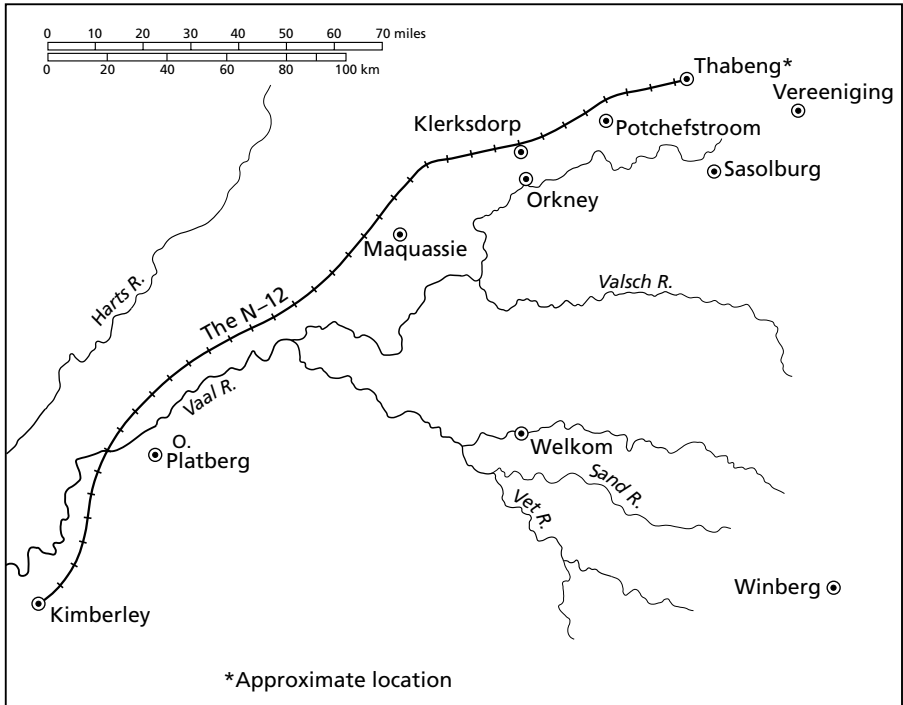 0 10 20 30 40 50 60 70 miles
0 20 40 60 80 100 km
Thabeng*
Vereeniging
Klerksdorp
Potchefstroom
Sasolburg
Orkney
Maquassie
Harts R.
Valsch R.
The N–12
Vaal R.
O.
Platberg
Welkom
Sand R.
Vet R.
Winberg
Kimberley
*Approximate location